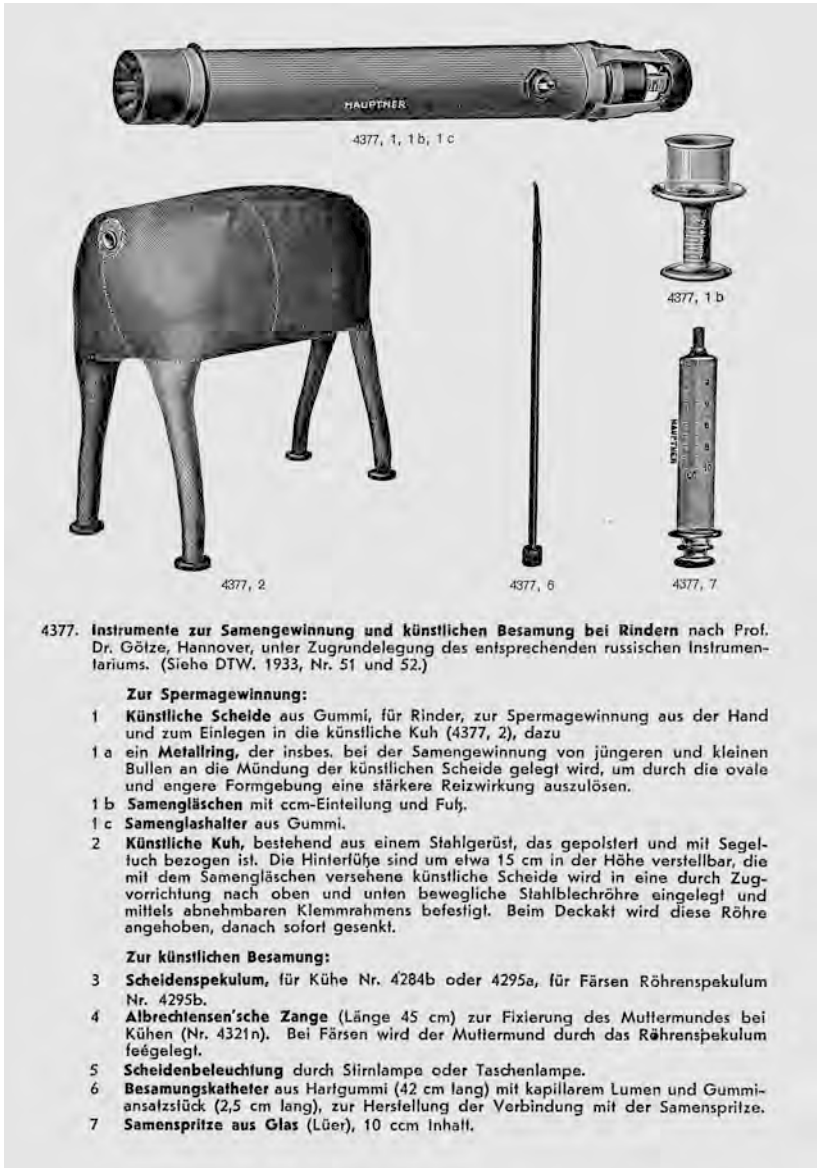 HAUPTNER
4377, 1, 1 b, 1 c
4377, 1 b
2
4
6
8
10
HAUPTNER
4377, 2
4377, 6
4377, 7
4377. Instrumente zur Samengewinnung und künstlichen Besamung bei Rindern nach Prof.
Dr. Götze, Hannover, unter Zugrundelegung des entsprechenden russischen Instrumen-
tariums. (Siehe DTW. 1933, Nr. 51 und 52.)
Zur Spermagewinnung:
1 Künstliche Scheide aus Gummi, für Rinder, zur Spermagewinnung aus der Hand
und zum Einlegen in die künstliche Kuh (4377, 2), dazu
1 a ein Metallring, der insbes. bei der Samengewinnung von jüngeren und kleinen
Bullen an die Mündung der künstlichen Scheide gelegt wird, um durch die ovale
und engere Formgebung eine stärkere Reizwirkung auszulösen.
1 b Samengläschen mit ccm-Einteilung und Fuß.
1 c Samenglashalter aus Gummi.
2 Künstliche Kuh, bestehend aus einem Stahlgerüst, das gepolstert und mit Segel-
tuch bezogen ist. Die Hinterfüße sind um etwa 15 cm in der Höhe verstellbar, die
mit dem Samengläschen versehene künstliche Scheide wird in eine durch Zug-
vorrichtung nach oben und unten bewegliche Stahlblechröhre eingelegt und
mittels abnehmbaren Klemmrahmens befestigt. Beim Deckakt wird diese Röhre
angehoben, danach sofort gesenkt.
Zur künstlichen Besamung:
3 Scheidenspekulum, für Kühe Nr. 4284b oder 4295a, für Färsen Röhrenspekulum
Nr. 4295b.
4 Albrechtensen'sche Zange (Länge 45 cm) zur Fixierung des Muttermundes bei
Kühen (Nr. 4321n). Bei Färsen wird der Muttermund durch das Röhrenspekulum
feégelegt.
5 Scheidenbeleuchtung durch Stirnlampe oder Taschenlampe.
6 Besamungskatheter aus Hartgummi (42 cm lang) mit kapillarem Lumen und Gummi-
ansatzstück (2,5 cm lang), zur Herstellung der Verbindung mit der Samenspritze.
7 Samenspritze aus Glas (Lüer), 10 ccm Inhalt.